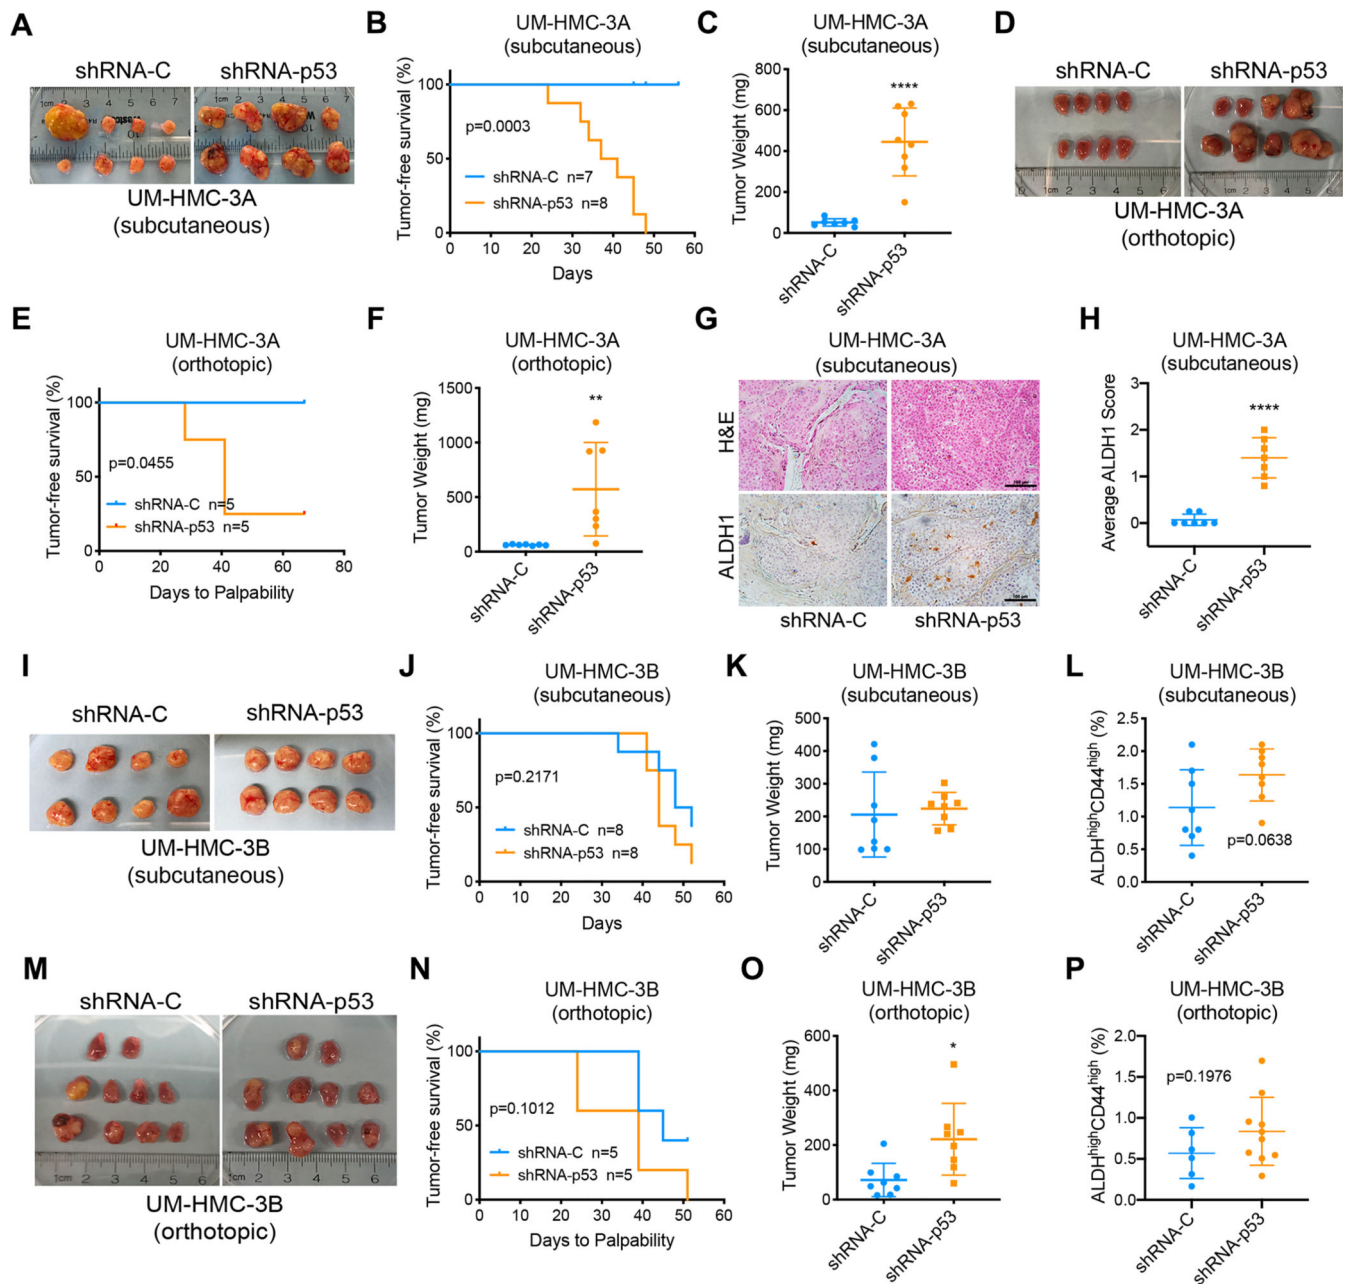 A
shRNA-C
shRNA-p53
UM-HMC-3A
(subcutaneous)
B
UM-HMC-3A
(subcutaneous)
Tumor-free survival (%)
100
50
0
p=0.0003
shRNA-C n=7
shRNA-p53 n=8
0 20 40 60
Days
C
UM-HMC-3A
(subcutaneous)
Tumor Weight (mg)
800
600
400
200
0
****
shRNA-C
shRNA-p53
D
shRNA-C
shRNA-p53
UM-HMC-3A
(orthotopic)
E
UM-HMC-3A
(orthotopic)
Tumor-free survival (%)
100
50
0
p=0.0455
shRNA-C n=5
shRNA-p53 n=5
0 20 40 60 80
Days to Palpability
F
UM-HMC-3A
(orthotopic)
Tumor Weight (mg)
1500
1000
500
0
**
shRNA-C
shRNA-p53
G
UM-HMC-3A
(subcutaneous)
H&E
ALDH1
shRNA-C
shRNA-p53
H
UM-HMC-3A
(subcutaneous)
Average ALDH1 Score
3
2
1
0
****
shRNA-C
shRNA-p53
I
shRNA-C
shRNA-p53
UM-HMC-3B
(subcutaneous)
J
UM-HMC-3B
(subcutaneous)
Tumor-free survival (%)
100
50
0
p=0.2171
shRNA-C n=8
shRNA-p53 n=8
0 10 20 30 40 50 60
Days
K
UM-HMC-3B
(subcutaneous)
Tumor Weight (mg)
500
400
300
200
100
0
shRNA-C
shRNA-p53
L
UM-HMC-3B
(subcutaneous)
ALDHhighCD44high (%)
2.5
2.0
1.5
1.0
0.5
0.0
p=0.0638
shRNA-C
shRNA-p53
M
shRNA-C
shRNA-p53
UM-HMC-3B
(orthotopic)
N
UM-HMC-3B
(orthotopic)
Tumor-free survival (%)
100
50
0
p=0.1012
shRNA-C n=5
shRNA-p53 n=5
0 10 20 30 40 50 60
Days to Palpability
O
UM-HMC-3B
(orthotopic)
Tumor Weight (mg)
600
400
200
0
*
shRNA-C
shRNA-p53
P
UM-HMC-3B
(orthotopic)
ALDHhighCD44high (%)
2.0
1.5
1.0
0.5
0.0
p=0.1976
shRNA-C
shRNA-p53